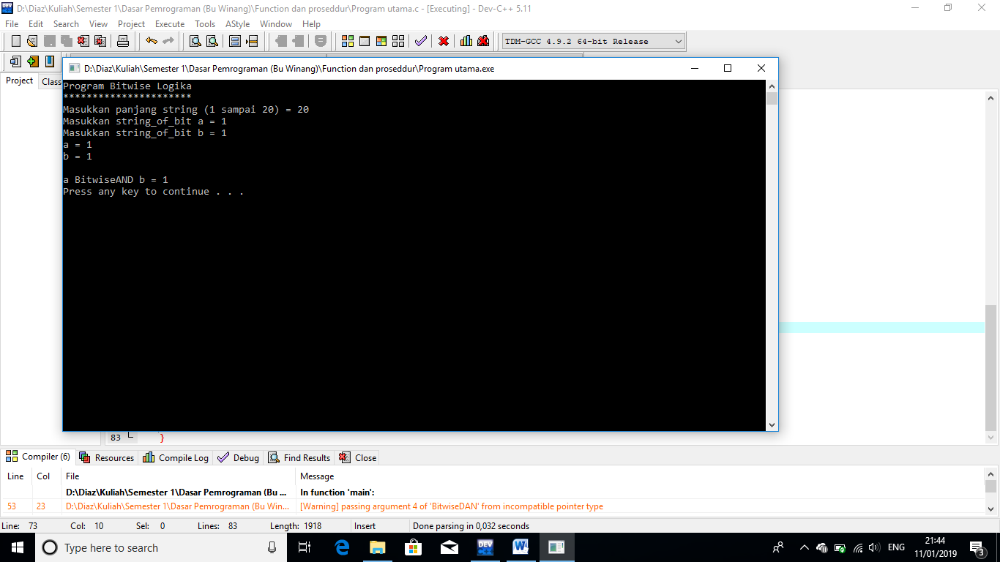 D:\Diaz\Kuliah\Semester 1\Dasar Pemrograman (Bu Winang)\Function dan proseddur\Program utama.c - [Executing] - Dev-C++ 5.11
File Edit Search View Project Execute Tools AStyle Window Help
TDM-GCC 4.9.2 64-bit Release
D:\Diaz\Kuliah\Semester 1\Dasar Pemrograman (Bu Winang)\Function dan proseddur\Program utama.exe
Project Class
Program Bitwise Logika
**********************
Masukkan panjang string (1 sampai 20) = 20
Masukkan string_of_bit a = 1
Masukkan string_of_bit b = 1
a = 1
b = 1
a BitwiseAND b = 1
Press any key to continue . . .
83 }
Compiler (6) Resources Compile Log Debug Find Results Close
Line Col File Message
D:\Diaz\Kuliah\Semester 1\Dasar Pemrograman (Bu ... In function 'main':
53 23 D:\Diaz\Kuliah\Semester 1\Dasar Pemrograman (Bu Win... [Warning] passing argument 4 of 'BitwiseDAN' from incompatible pointer type
Line: 73 Col: 10 Sel: 0 Lines: 83 Length: 1918 Insert Done parsing in 0,032 seconds
Type here to search
DEV
W
ENG
21:44
11/01/2019
3